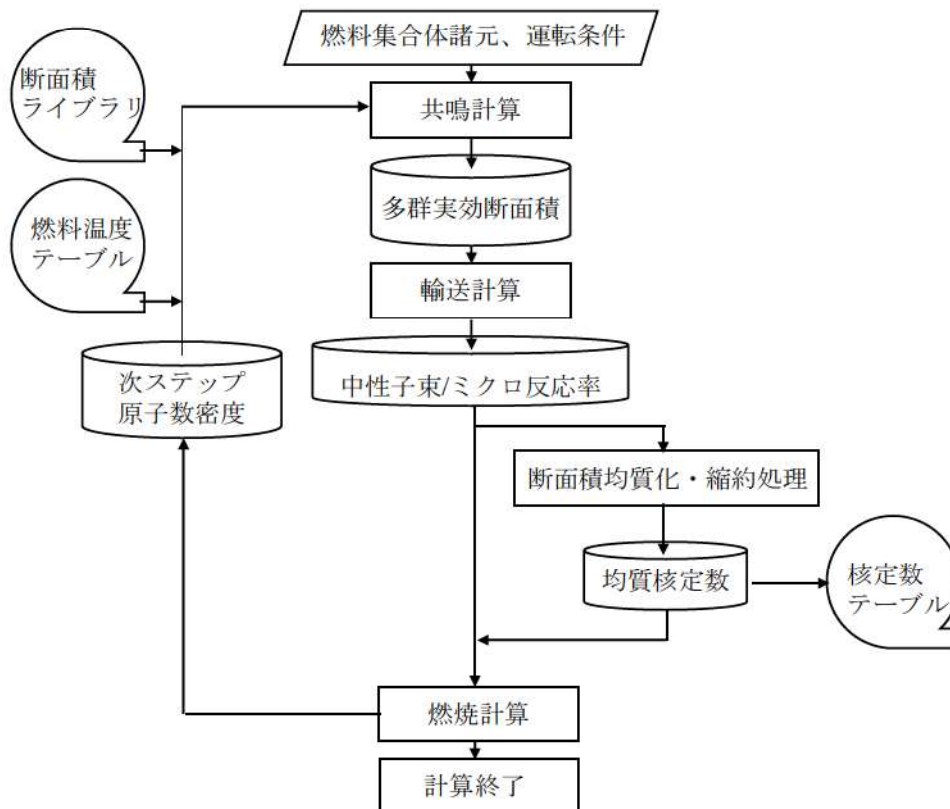 燃料集合体諸元、運転条件
断面積
ライブラリ
共鳴計算
多群実効断面積
燃料温度
テーブル
輸送計算
次ステップ
原子数密度
中性子束/ミクロ反応率
断面積均質化・縮約処理
均質核定数
核定数
テーブル
燃焼計算
計算終了